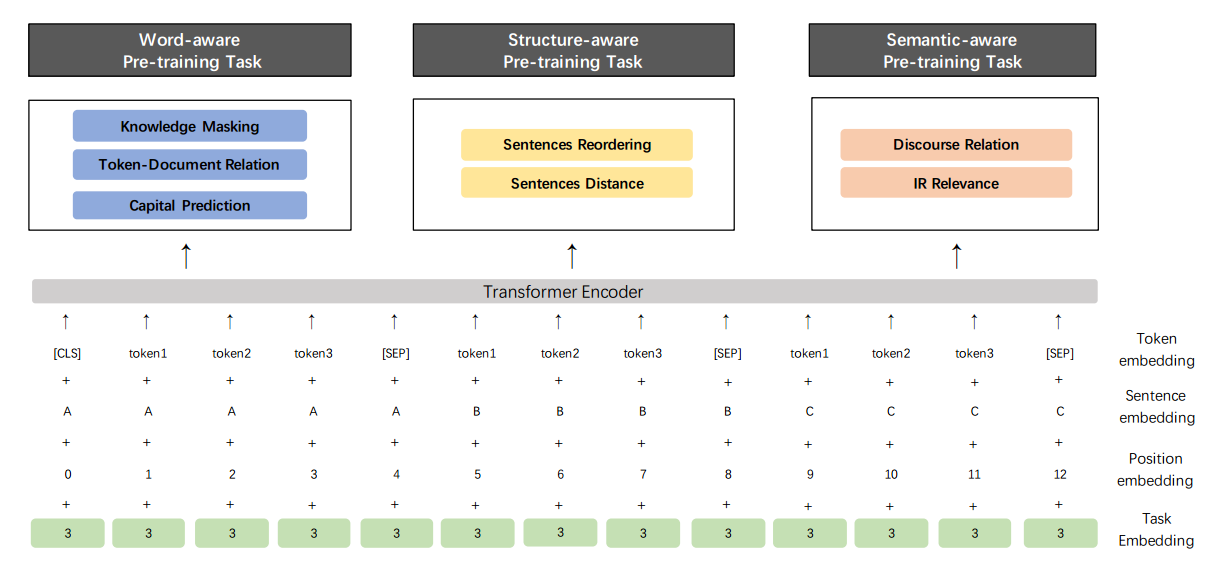 Word-aware
Pre-training Task
Structure-aware
Pre-training Task
Semantic-aware
Pre-training Task
Knowledge Masking
Token-Document Relation
Capital Prediction
Sentences Reordering
Sentences Distance
Discourse Relation
IR Relevance
Transformer Encoder
[CLS] token1 token2 token3 [SEP] token1 token2 token3 [SEP] token1 token2 token3 [SEP]
Token
embedding
+ + + + + + + + + + + + +
A A A A A B B B B C C C C
Sentence
embedding
+ + + + + + + + + + + + +
0 1 2 3 4 5 6 7 8 9 10 11 12
Position
embedding
+ + + + + + + + + + + + +
3 3 3 3 3 3 3 3 3 3 3 3 3
Task
Embedding